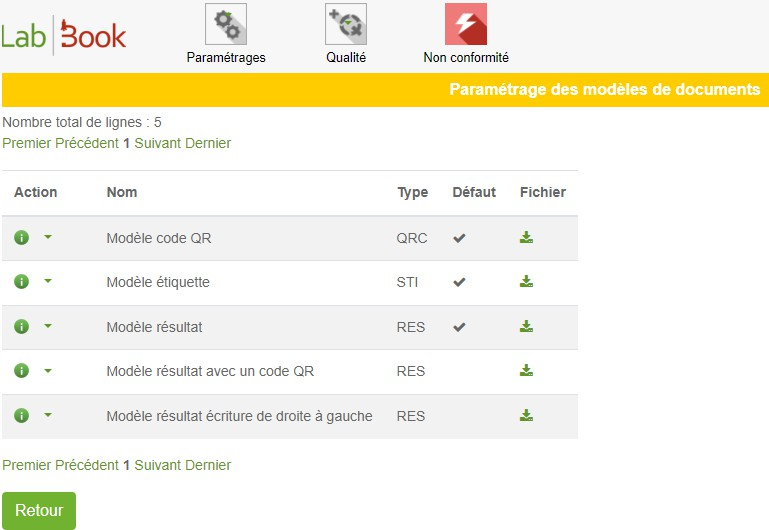 Lab Book
Paramétrages Qualité Non conformité
Paramétrage des modèles de documents
Nombre total de lignes : 5
Premier Précédent 1 Suivant Dernier
Action Nom Type Défaut Fichier
Modèle code QR QRC
Modèle étiquette STI
Modèle résultat RES
Modèle résultat avec un code QR RES
Modèle résultat écriture de droite à gauche RES
Premier Précédent 1 Suivant Dernier
Retour